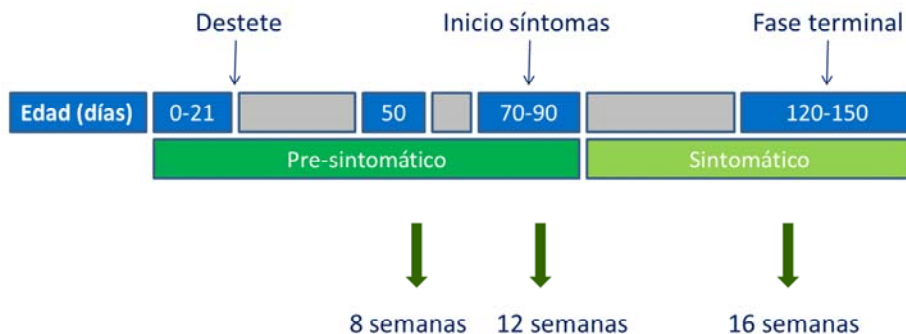 Destete Inicio síntomas Fase terminal
Edad (días) 0-21 50 70-90 120-150
Pre-sintomático Sintomático
8 semanas 12 semanas 16 semanas